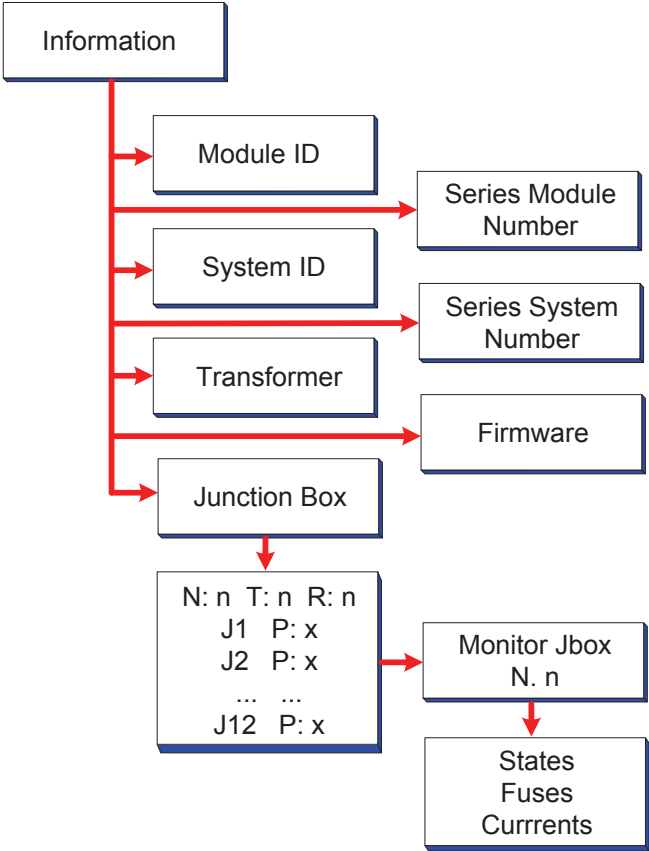 Information
Module ID
Series Module
Number
System ID
Series System
Number
Transformer
Firmware
Junction Box
N: n T: n R: n
J1 P: x
J2 P: x
... ...
J12 P: x
Monitor Jbox
N. n
States
Fuses
Currrents